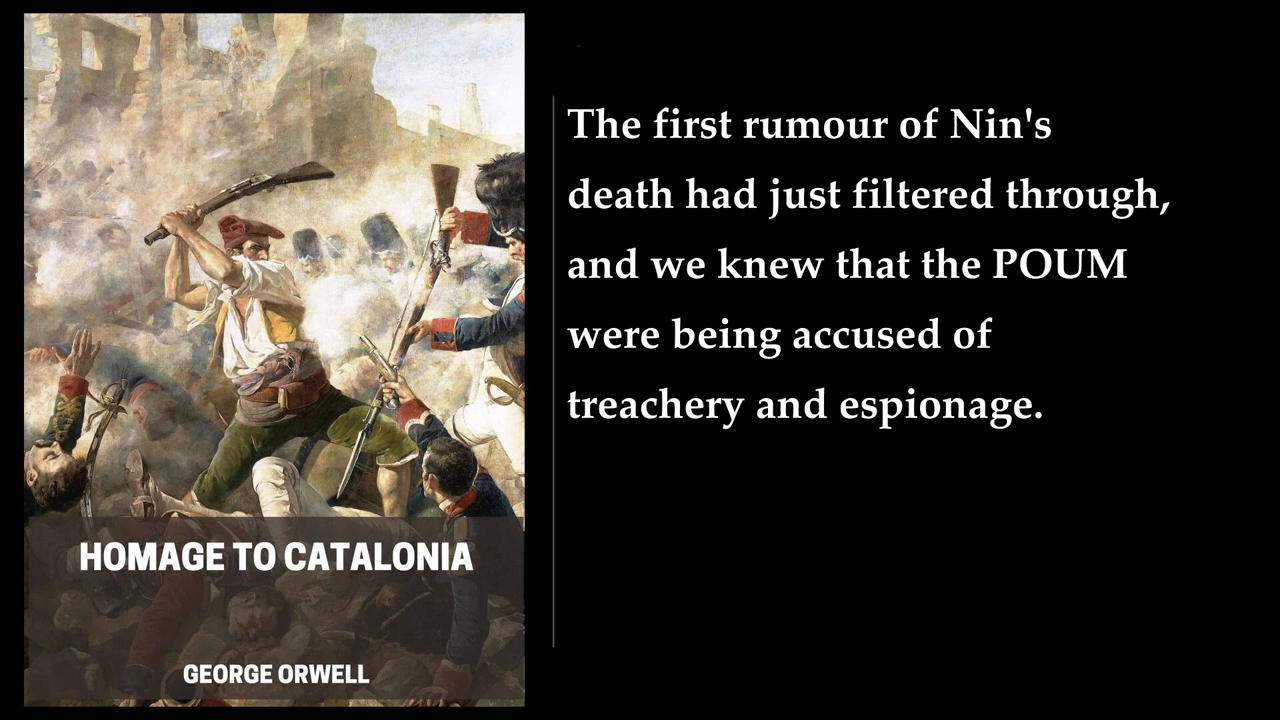 The first rumour of Nin's
death had just filtered through,
and we knew that the POUM
were being accused of
treachery and espionage.
HOMAGE TO CATALONIA
GEORGE ORWELL